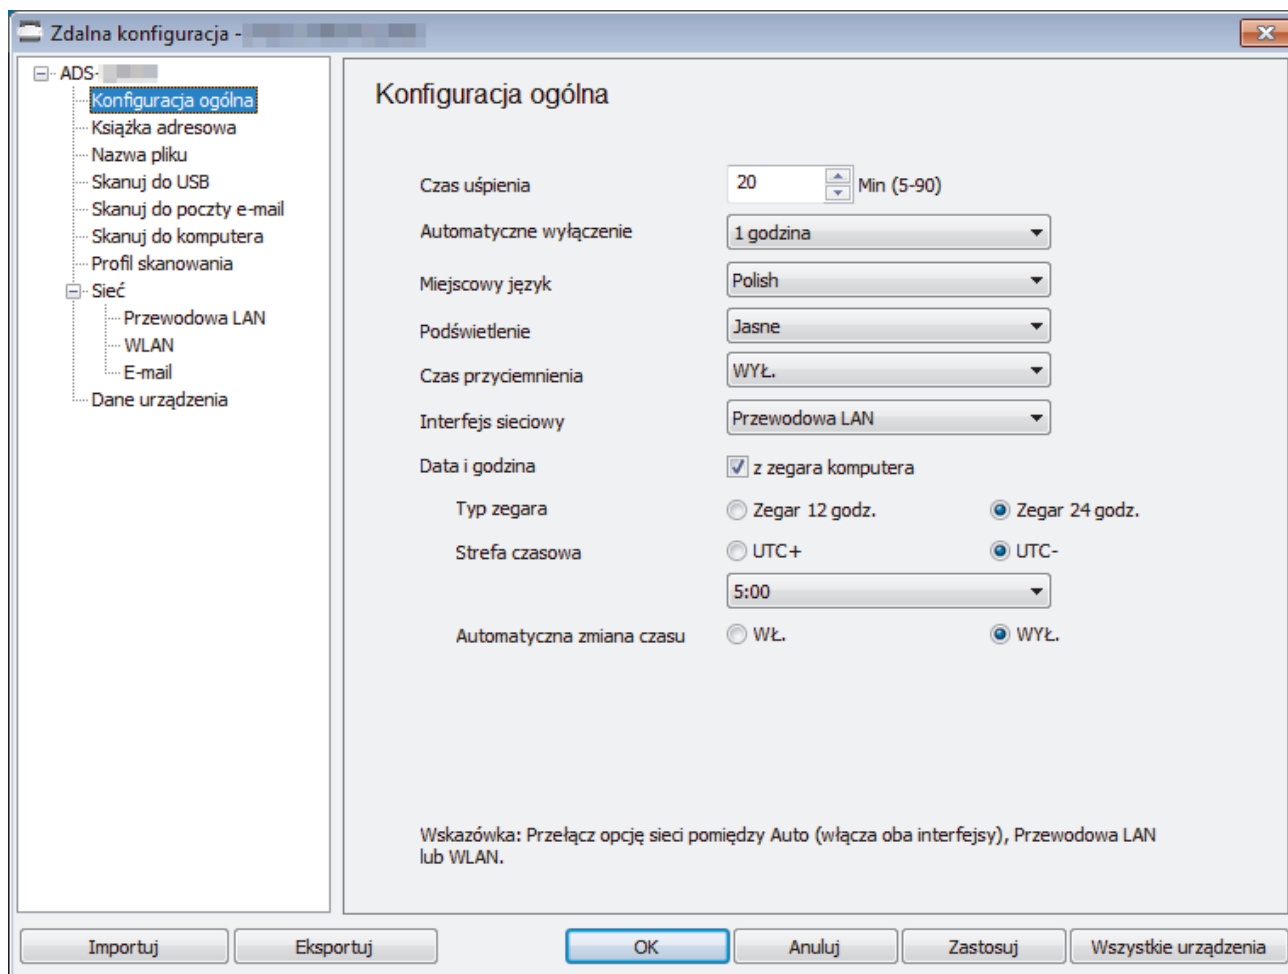 Zdalna konfiguracja -
ADS-
Konfiguracja ogólna
Książka adresowa
Nazwa pliku
Skanuj do USB
Skanuj do poczty e-mail
Skanuj do komputera
Profil skanowania
Sieć
Przewodowa LAN
WLAN
E-mail
Dane urządzenia
Konfiguracja ogólna
Czas uśpienia 20 Min (5-90)
Automatyczne wyłączenie 1 godzina
Miejscowy język Polish
Podświetlenie Jasne
Czas przyciemnienia WYŁ.
Interfejs sieciowy Przewodowa LAN
Data i godzina z zegara komputera
Typ zegara Zegar 12 godz. Zegar 24 godz.
Strefa czasowa UTC+ UTC-
5:00
Automatyczna zmiana czasu WŁ. WYŁ.
Wskazówka: Przełącz opcję sieci pomiędzy Auto (włącza oba interfejsy), Przewodowa LAN
lub WLAN.
Importuj Eksportuj OK Anuluj Zastosuj Wszystkie urządzenia